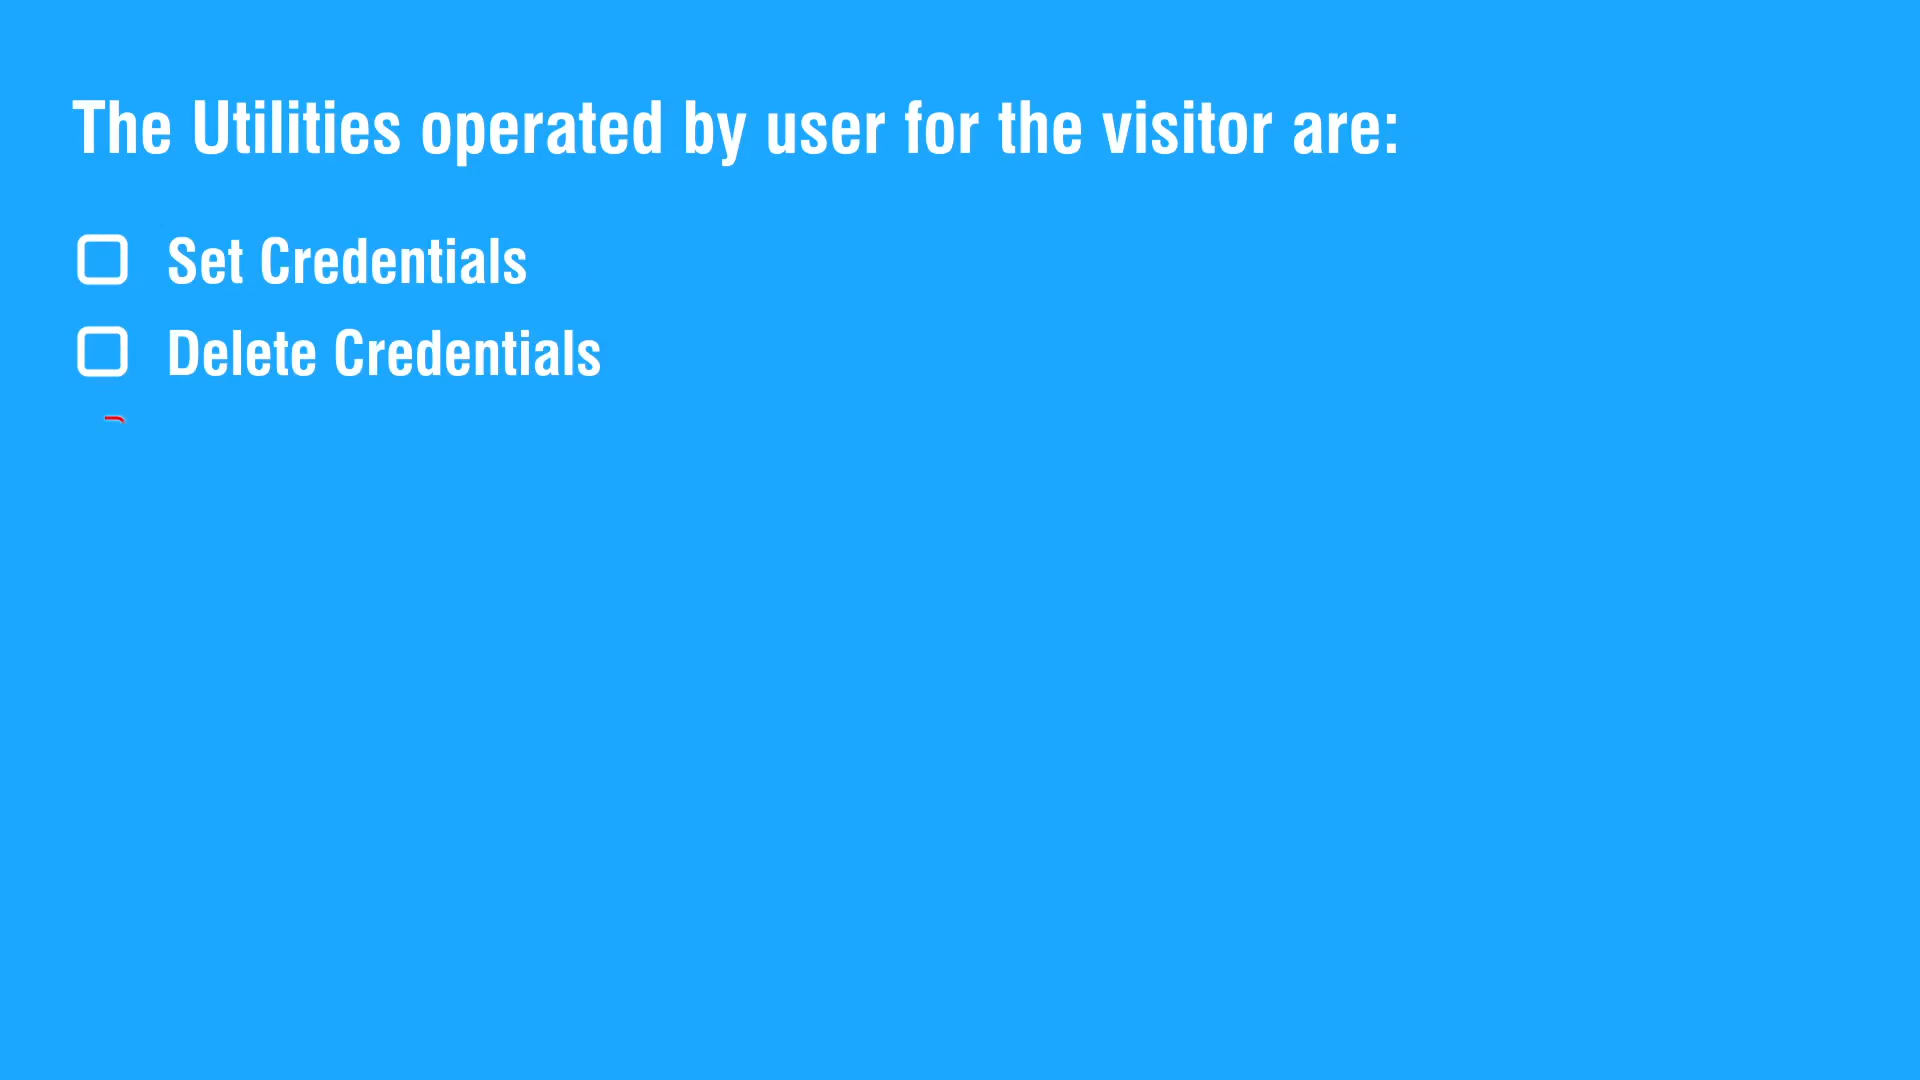 The Utilities operated by user for the visitor are:
Set Credentials
Delete Credentials